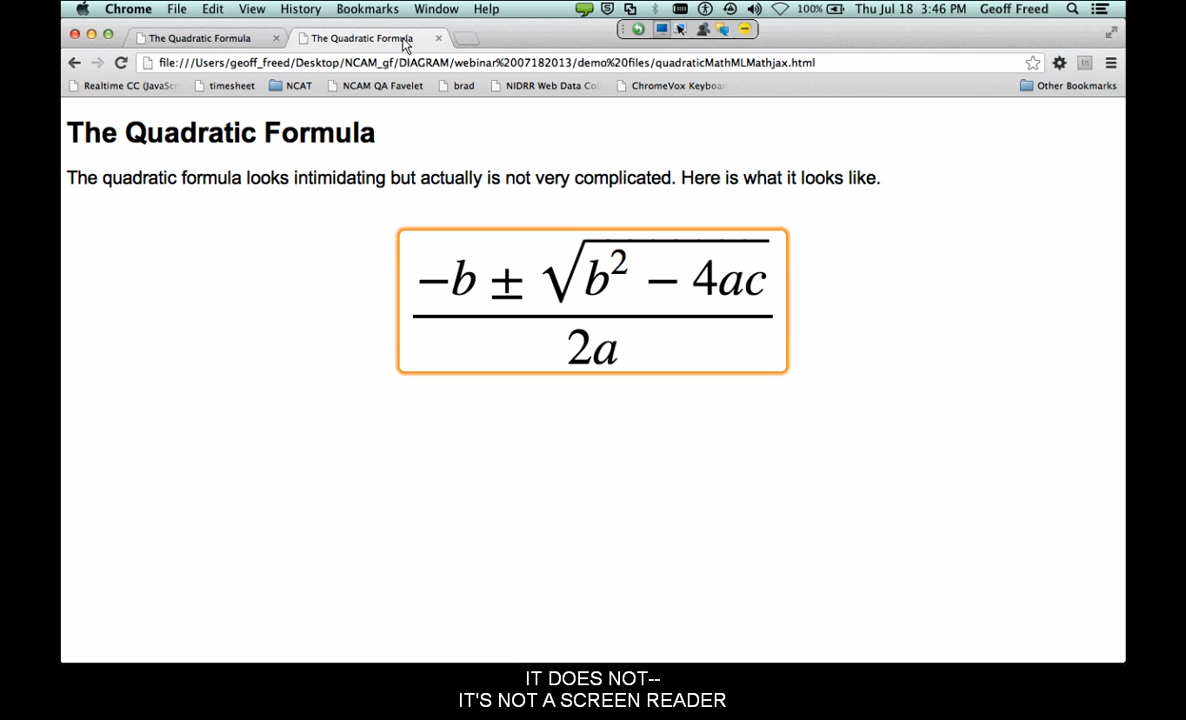 Chrome File Edit View History Bookmarks Window Help 100% Thu Jul 18 3:46 PM Geoff Freed
The Quadratic Formula The Quadratic Formula
file:///Users/geoff_freed/Desktop/NCAM_gf/DIAGRAM/webinar%2007182013/demo%20files/quadraticMathMLMathjax.html
Realtime CC (JavaSc timesheet NCAT NCAM QA Favelet brad NIDRR Web Data Co ChromeVox Keyboa Other Bookmarks
The Quadratic Formula
The quadratic formula looks intimidating but actually is not very complicated. Here is what it looks like.
−b ± √b² − 4ac
2a
IT DOES NOT--
IT'S NOT A SCREEN READER